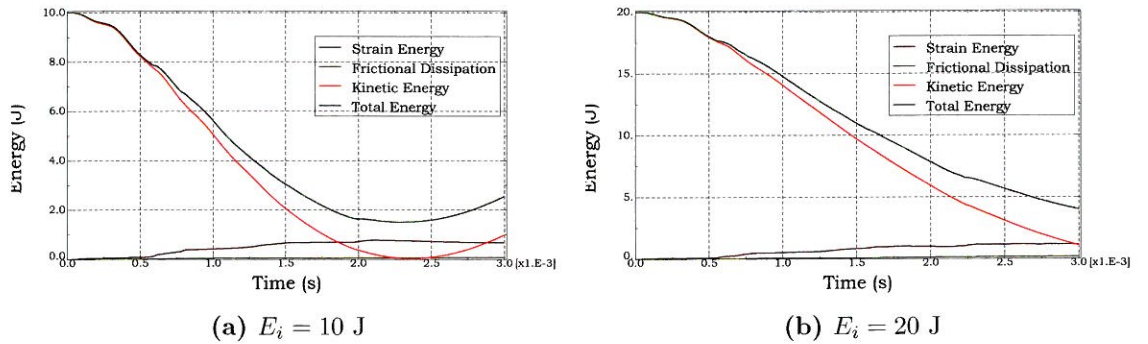 10.0
8.0
6.0
4.0
2.0
0.0
Energy (J)
Strain Energy
Frictional Dissipation
Kinetic Energy
Total Energy
0.0 0.5 1.0 1.5 2.0 2.5 3.0 [x1.E-3]
Time (s)
(a) E_i = 10 J
20.
15.
10.
5.
0.
Energy (J)
Strain Energy
Frictional Dissipation
Kinetic Energy
Total Energy
0.0 0.5 1.0 1.5 2.0 2.5 3.0 [x1.E-3]
Time (s)
(b) E_i = 20 J